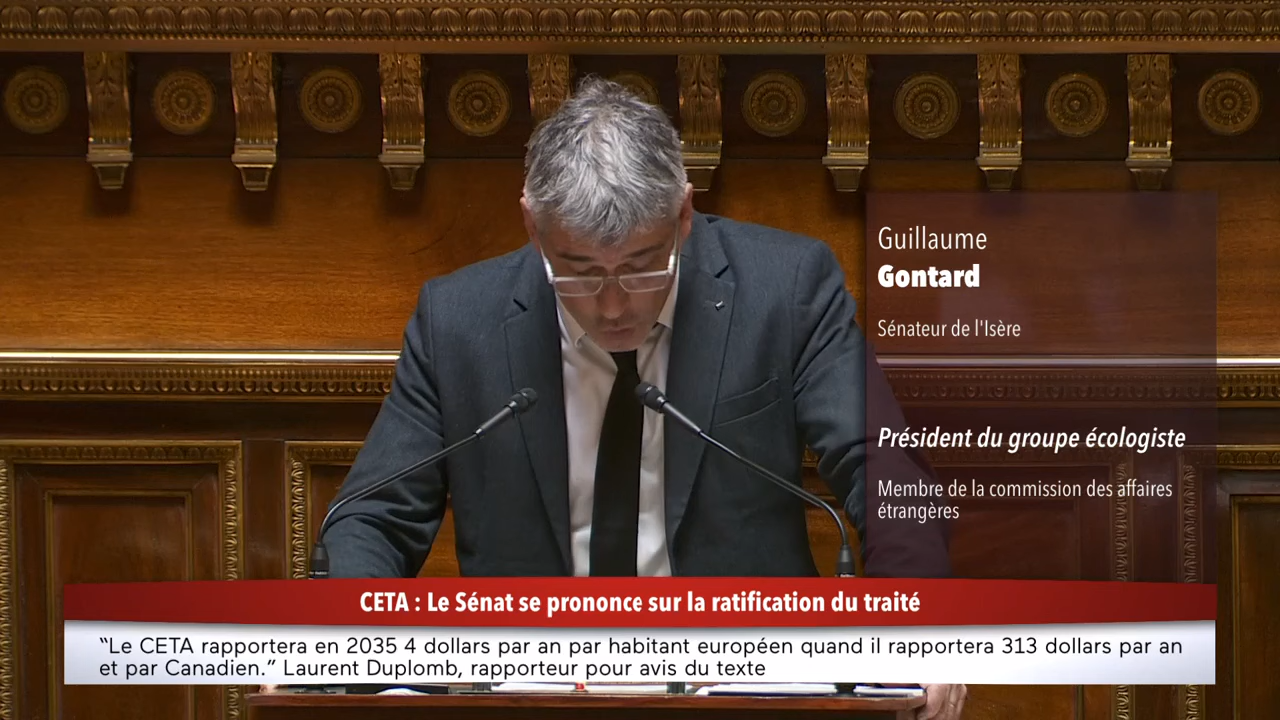 Guillaume
Gontard
Sénateur de l'Isère
Président du groupe écologiste
Membre de la commission des affaires
étrangères
CETA : Le Sénat se prononce sur la ratification du traité
“Le CETA rapportera en 2035 4 dollars par an par habitant européen quand il rapportera 313 dollars par an
et par Canadien.” Laurent Duplomb, rapporteur pour avis du texte